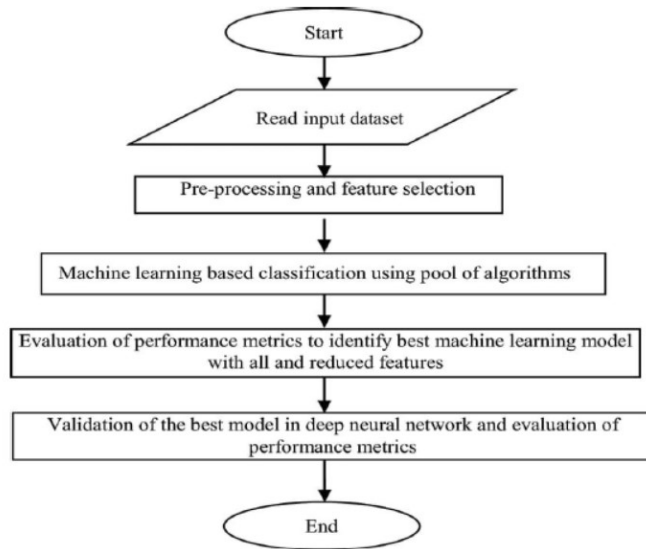 Start
Read input dataset
Pre-processing and feature selection
Machine learning based classification using pool of algorithms
Evaluation of performance metrics to identify best machine learning model
with all and reduced features
Validation of the best model in deep neural network and evaluation of
performance metrics
End